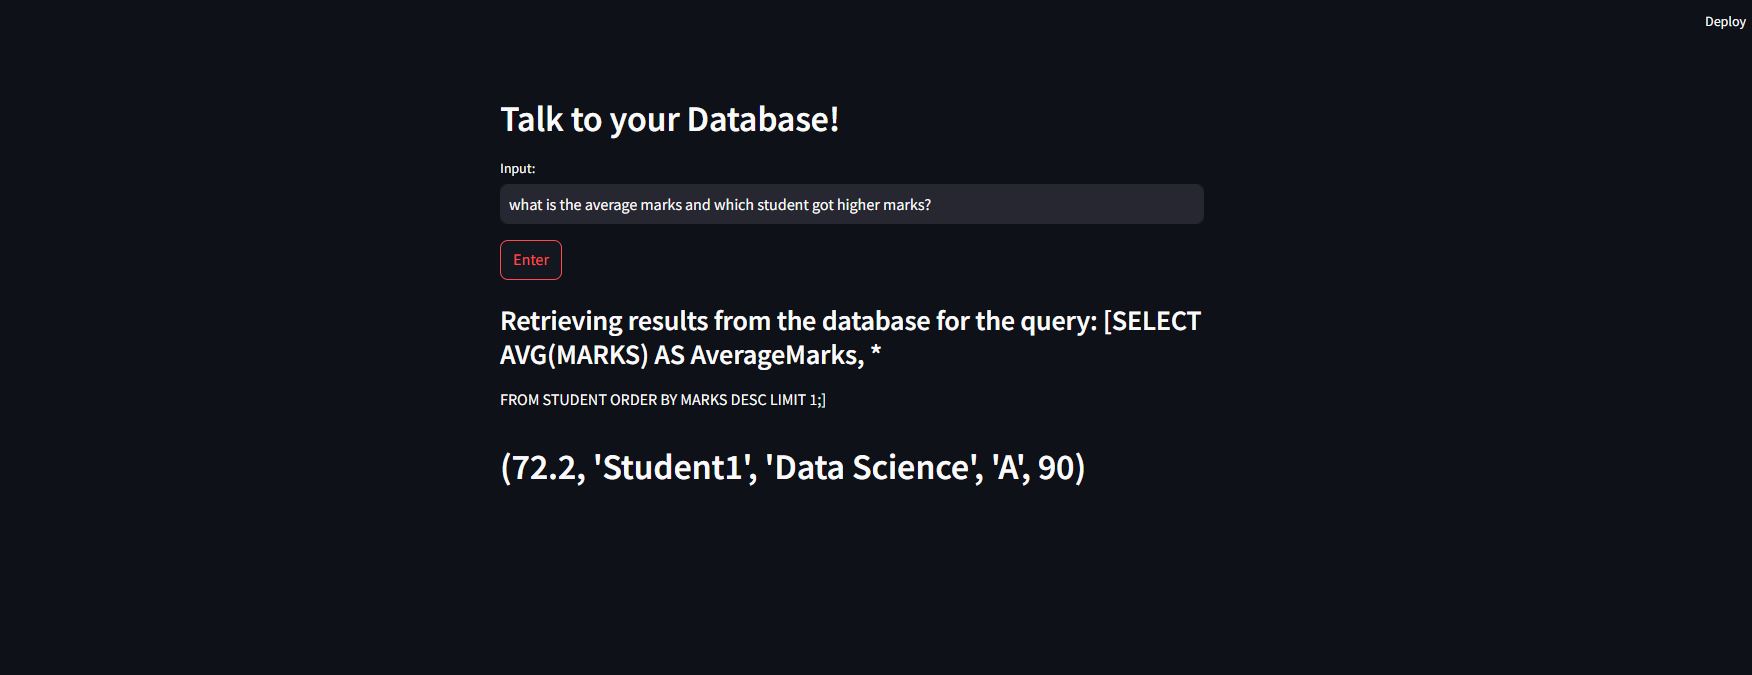 Deploy
Talk to your Database!
Input:
what is the average marks and which student got higher marks?
Enter
Retrieving results from the database for the query: [SELECT
AVG(MARKS) AS AverageMarks, *
FROM STUDENT ORDER BY MARKS DESC LIMIT 1;]
(72.2, 'Student1', 'Data Science', 'A', 90)